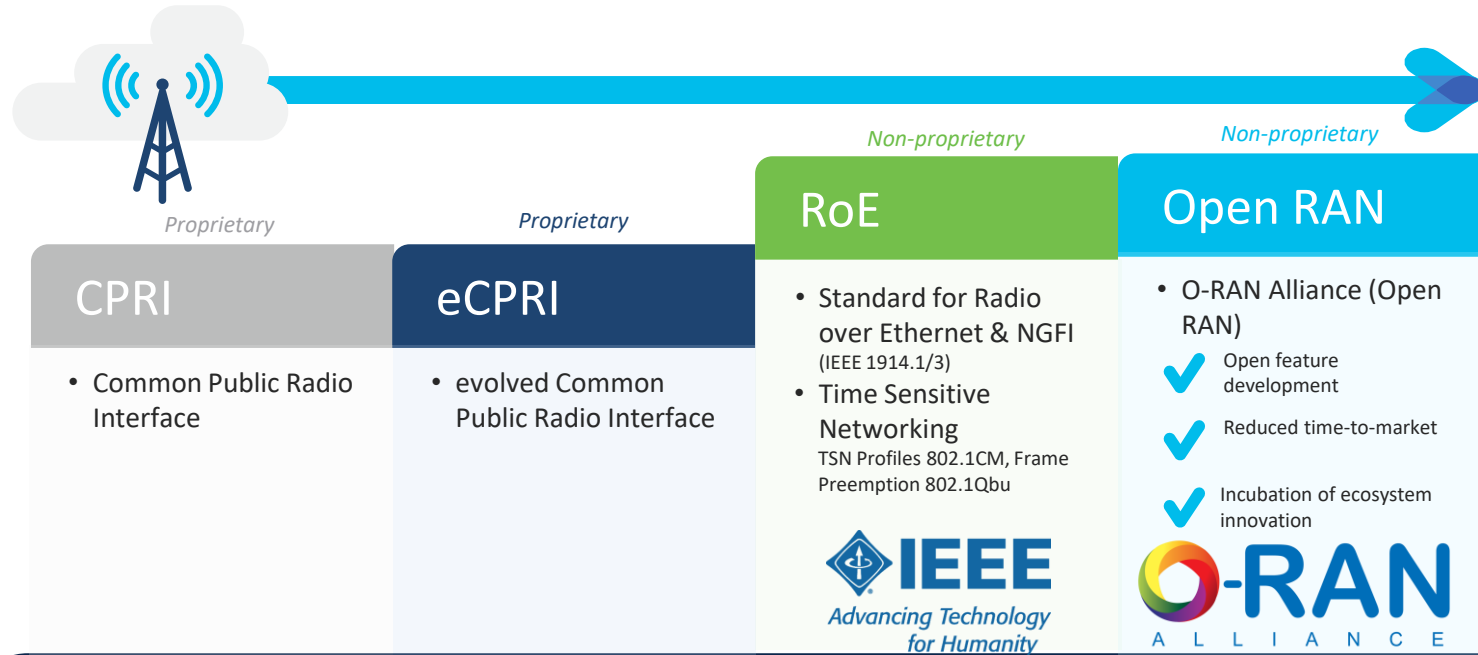 Proprietary
CPRI
• Common Public Radio
Interface
Proprietary
eCPRI
• evolved Common
Public Radio Interface
Non-proprietary
RoE
• Standard for Radio
over Ethernet & NGFI
(IEEE 1914.1/3)
• Time Sensitive
Networking
TSN Profiles 802.1CM, Frame
Preemption 802.1Qbu
IEEE
Advancing Technology
for Humanity
Non-proprietary
Open RAN
• O-RAN Alliance (Open
RAN)
Open feature
development
Reduced time-to-market
Incubation of ecosystem
innovation
O-RAN
ALLIANCE